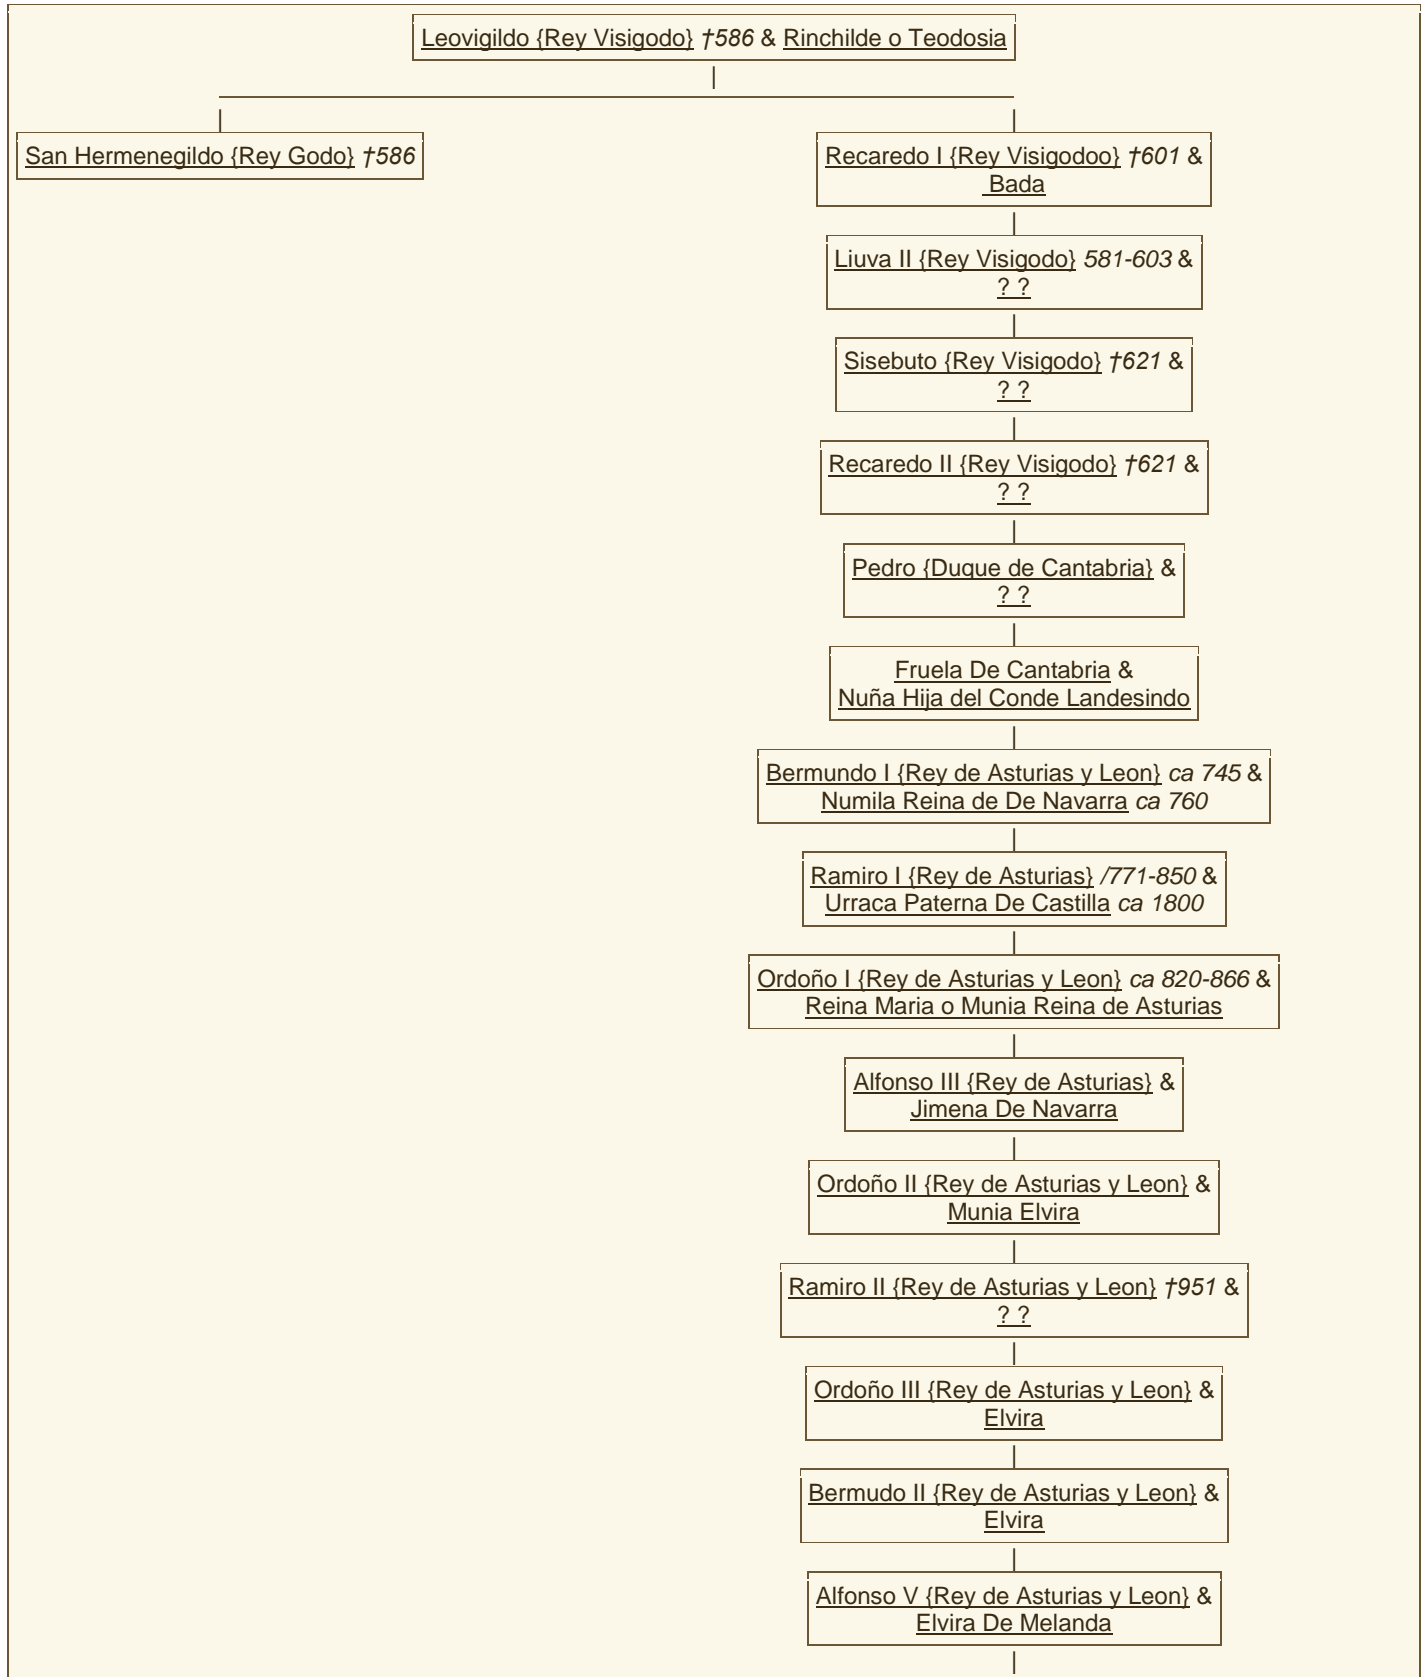 Leovigildo {Rey Visigodo} †586 & Rinchilde o Teodosia
San Hermenegildo {Rey Godo} †586
Recaredo I {Rey Visigodoo} †601 &
Bada
Liuva II {Rey Visigodo} 581-603 &
? ?
Sisebuto {Rey Visigodo} †621 &
? ?
Recaredo II {Rey Visigodo} †621 &
? ?
Pedro {Duque de Cantabria} &
? ?
Fruela De Cantabria &
Nuña Hija del Conde Landesindo
Bermundo I {Rey de Asturias y Leon} ca 745 &
Numila Reina de De Navarra ca 760
Ramiro I {Rey de Asturias} /771-850 &
Urraca Paterna De Castilla ca 1800
Ordoño I {Rey de Asturias y Leon} ca 820-866 &
Reina Maria o Munia Reina de Asturias
Alfonso III {Rey de Asturias} &
Jimena De Navarra
Ordoño II {Rey de Asturias y Leon} &
Munia Elvira
Ramiro II {Rey de Asturias y Leon} †951 &
? ?
Ordoño III {Rey de Asturias y Leon} &
Elvira
Bermudo II {Rey de Asturias y Leon} &
Elvira
Alfonso V {Rey de Asturias y Leon} &
Elvira De Melanda